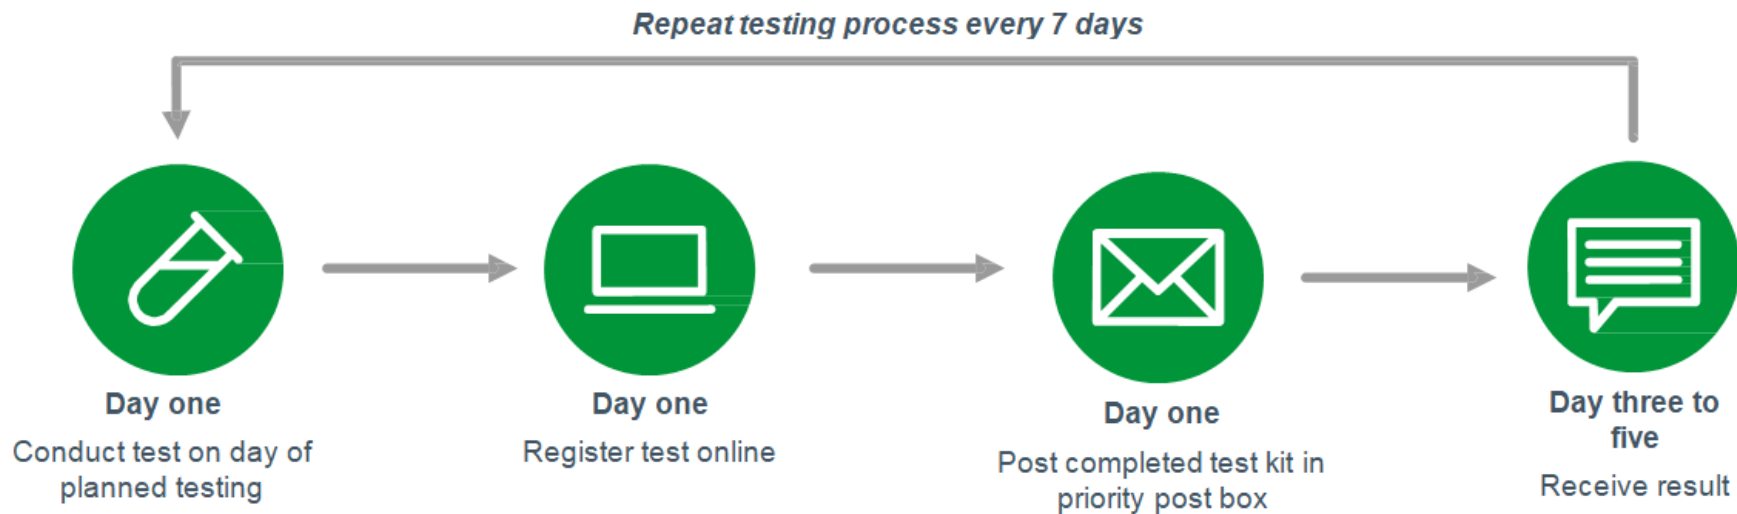 Repeat testing process every 7 days
Day one
Conduct test on day of
planned testing
Day one
Register test online
Day one
Post completed test kit in
priority post box
Day three to
five
Receive result